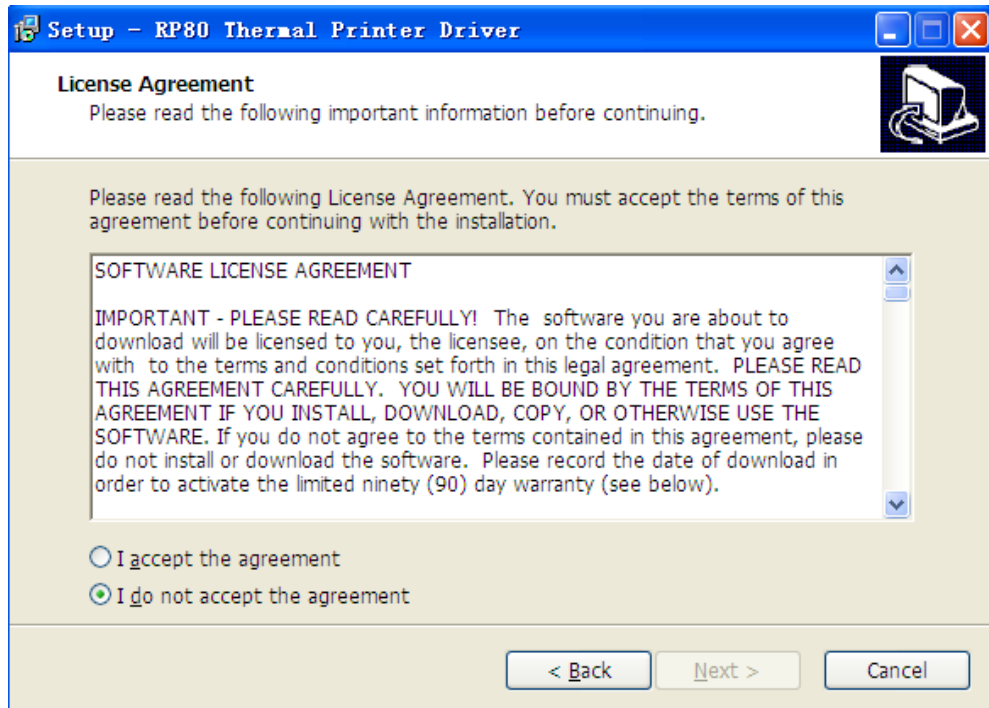 Setup - RP80 Thermal Printer Driver
License Agreement
Please read the following important information before continuing.
Please read the following License Agreement. You must accept the terms of this
agreement before continuing with the installation.
SOFTWARE LICENSE AGREEMENT
IMPORTANT - PLEASE READ CAREFULLY!  The  software you are about to
download will be licensed to you, the licensee, on the condition that you agree
with  to the terms and conditions set forth in this legal agreement.  PLEASE READ
THIS AGREEMENT CAREFULLY.  YOU WILL BE BOUND BY THE TERMS OF THIS
AGREEMENT IF YOU INSTALL, DOWNLOAD, COPY, OR OTHERWISE USE THE
SOFTWARE. If you do not agree to the terms contained in this agreement, please
do not install or download the software.  Please record the date of download in
order to activate the limited ninety (90) day warranty (see below).
I accept the agreement
I do not accept the agreement
< Back Next > Cancel